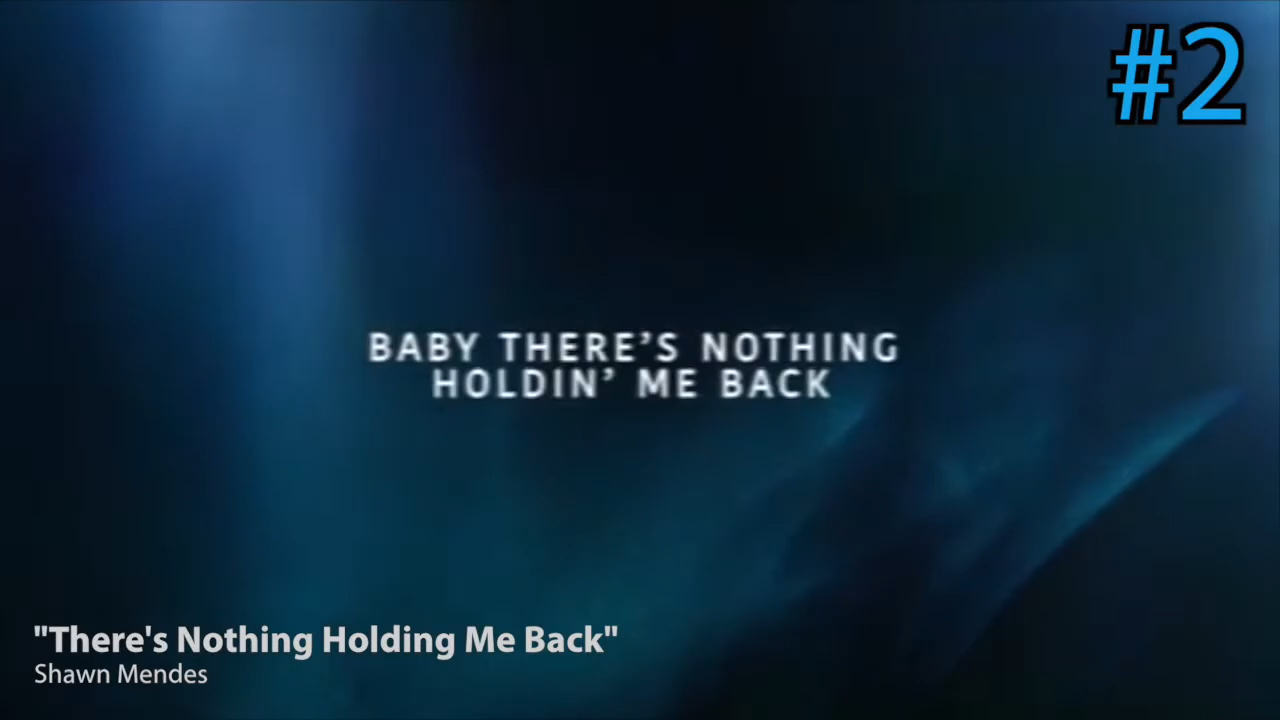 #2
BABY THERE’S NOTHING
HOLDIN’ ME BACK
"There's Nothing Holding Me Back"
Shawn Mendes